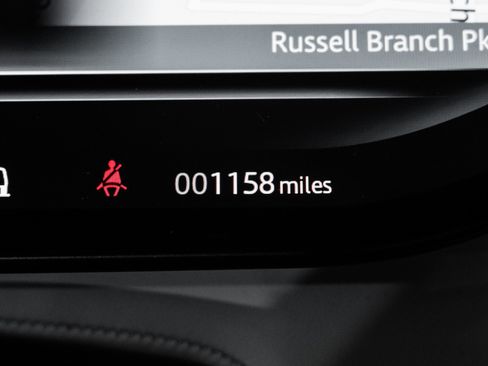 Russell Branch Pk
001158 miles